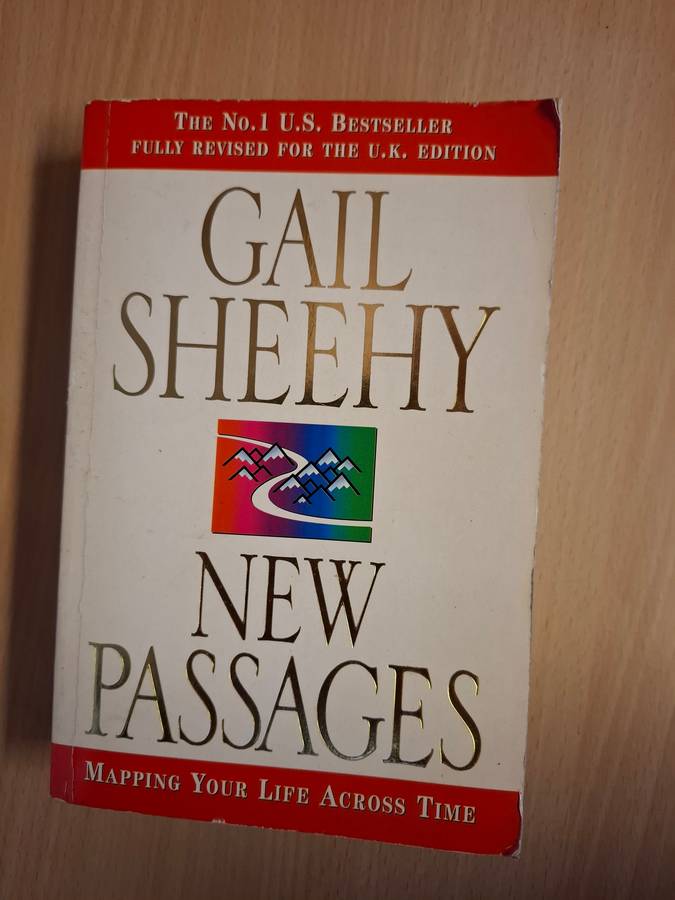 The No.1 U.S. Bestseller
fully revised for the U.K. edition
GAIL
SHEEHY
NEW
PASSAGES
Mapping Your Life Across Time